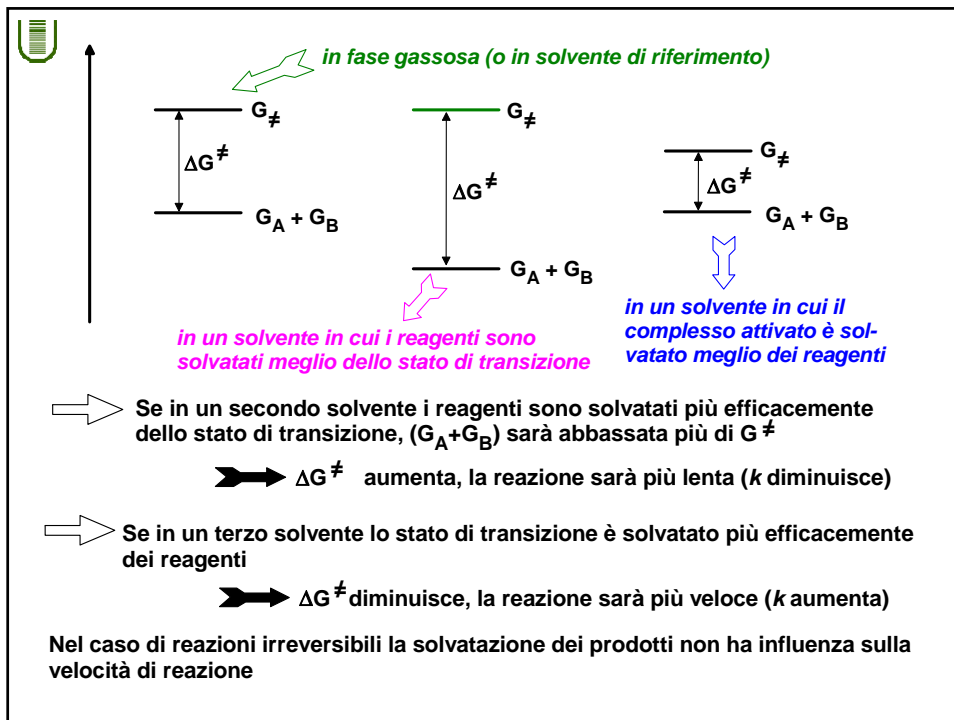 in fase gassosa (o in solvente di riferimento)
G≠
ΔG≠
G_A + G_B
G≠
ΔG≠
G_A + G_B
G≠
ΔG≠
G_A + G_B
in un solvente in cui i reagenti sono
solvatati meglio dello stato di transizione
in un solvente in cui il
complesso attivato è sol-
vatato meglio dei reagenti
Se in un secondo solvente i reagenti sono solvatati più efficacemente
dello stato di transizione, (G_A+G_B) sarà abbassata più di G≠
ΔG≠ aumenta, la reazione sarà più lenta (k diminuisce)
Se in un terzo solvente lo stato di transizione è solvatato più efficacemente
dei reagenti
ΔG≠ diminuisce, la reazione sarà più veloce (k aumenta)
Nel caso di reazioni irreversibili la solvatazione dei prodotti non ha influenza sulla
velocità di reazione